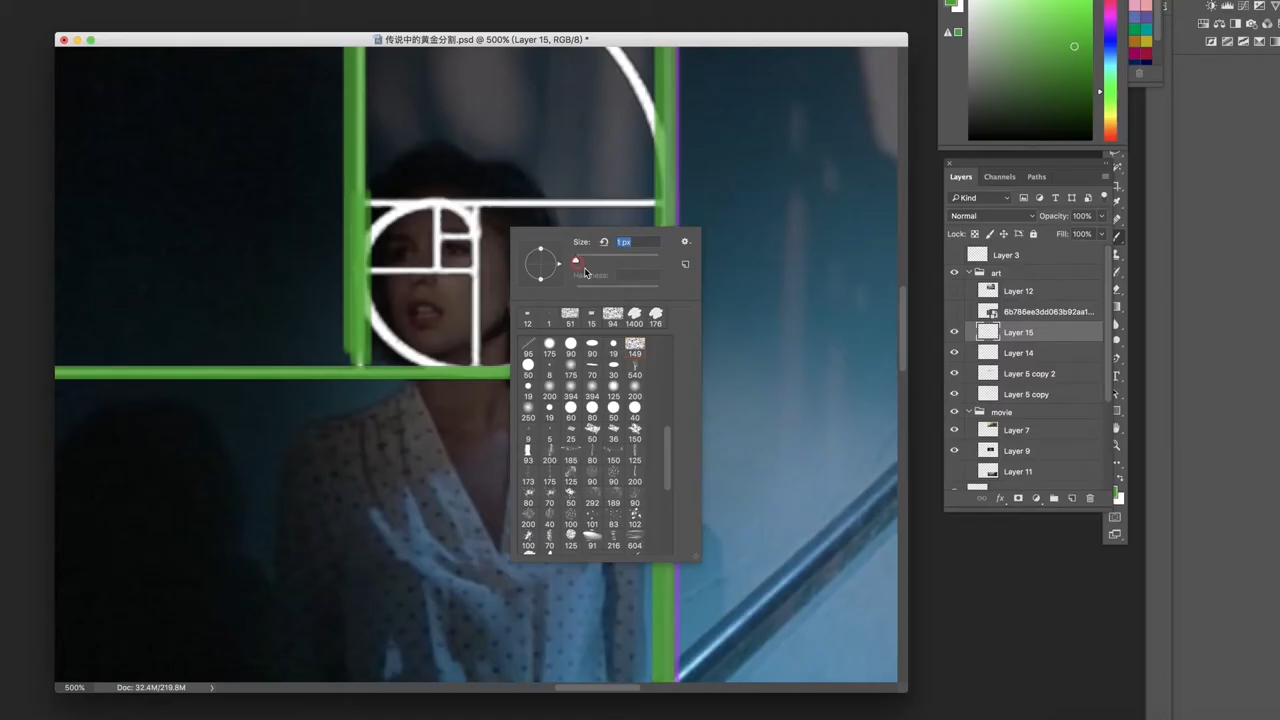 传说中的黄金分割.psd @ 500% (Layer 15, RGB/8) *
Size:
1 px
Hardness:
12 1 51 15 94 1400 176
95 175 90 90 19 149
50 8 175 70 30 540
19 200 394 394 125 200
250 19 60 80 50 40
9 5 25 50 36 150
93 200 185 80 150 125
173 175 125 90 90 200
80 70 50 292 189 90
200 40 100 101 83 102
100 70 125 91 216 604
500%
Doc: 32.4M/219.8M
Layers
Channels
Paths
Kind
Normal
Opacity: 100%
Lock:
Fill: 100%
Layer 3
art
Layer 12
6b786ee3dd063b92aa1...
Layer 15
Layer 14
Layer 5 copy 2
Layer 5 copy
movie
Layer 7
Layer 9
Layer 11
fx